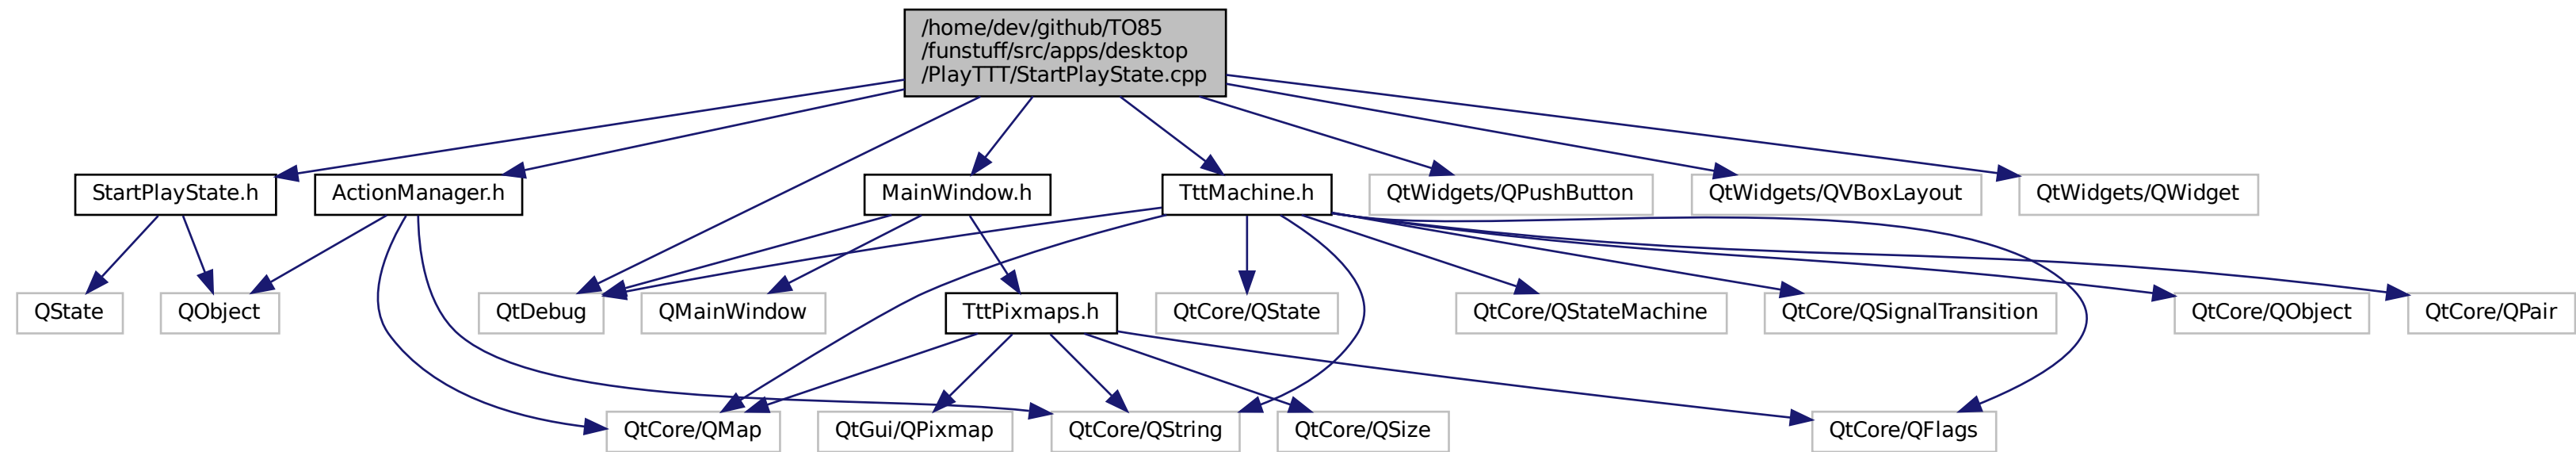 /home/dev/github/TO85
/funstuff/src/apps/desktop
/PlayTTT/StartPlayState.cpp
StartPlayState.h
ActionManager.h
MainWindow.h
TttMachine.h
QtWidgets/QPushButton
QtWidgets/QVBoxLayout
QtWidgets/QWidget
QState
QObject
QtDebug
QMainWindow
TttPixmaps.h
QtCore/QState
QtCore/QStateMachine
QtCore/QSignalTransition
QtCore/QObject
QtCore/QPair
QtCore/QMap
QtGui/QPixmap
QtCore/QString
QtCore/QSize
QtCore/QFlags